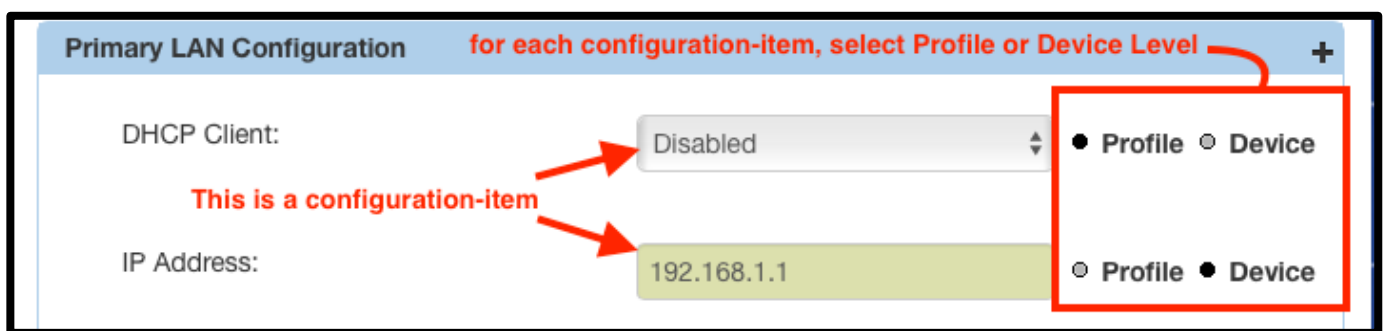 Primary LAN Configuration for each configuration-item, select Profile or Device Level +
DHCP Client: Disabled Profile Device
This is a configuration-item
IP Address: 192.168.1.1 Profile Device